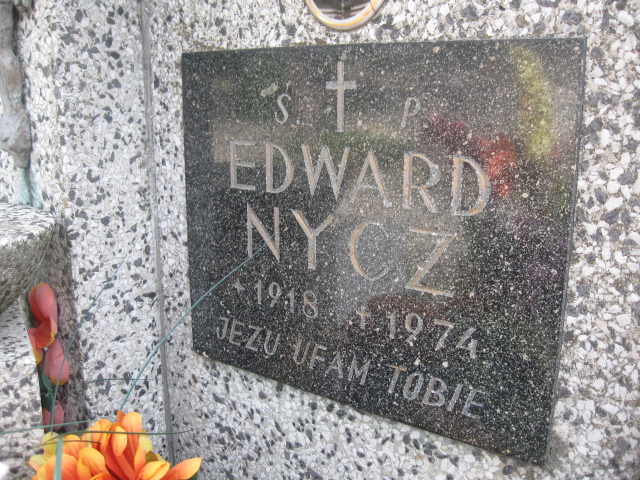 Ś P
EDWARD
NYCZ
* 1918 + 1974
JEZU UFAM TOBIE